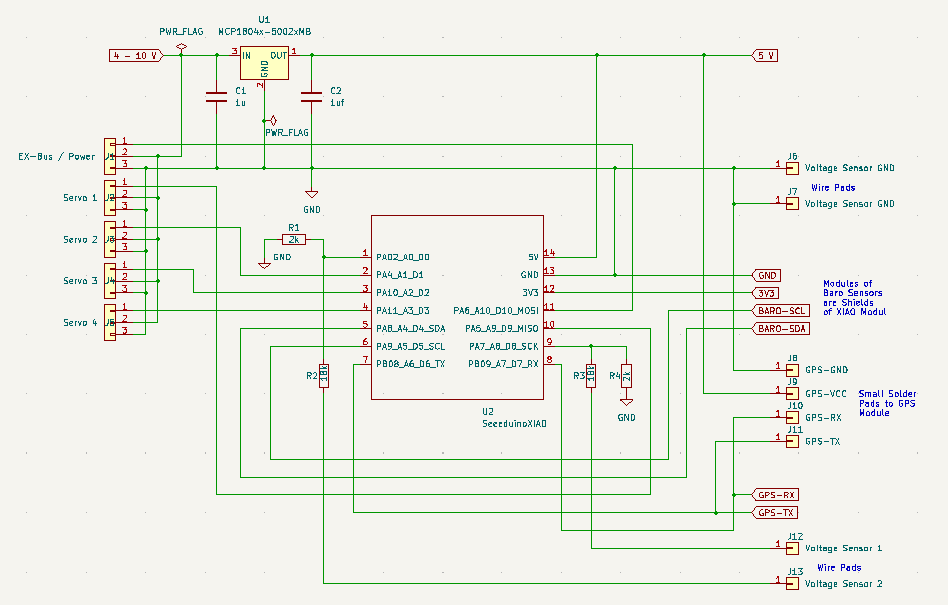 U1
PWR_FLAG
MCP1804x-5002xMB
4 - 10 V
3
IN
OUT
1
GND
2
5 V
C1
1u
C2
1uf
PWR_FLAG
EX-Bus / Power
J1
1
2
3
Servo 1
J2
1
2
3
Servo 2
J3
1
2
3
Servo 3
J4
1
2
3
Servo 4
J5
1
2
3
GND
R1
2k
GND
1
PA02_A0_D0
2
PA4_A1_D1
3
PA10_A2_D2
4
PA11_A3_D3
5
PA8_A4_D4_SDA
6
PA9_A5_D5_SCL
7
PB08_A6_D6_TX
5V
14
GND
13
3V3
12
PA6_A10_D10_MOSI
11
PA5_A9_D9_MISO
10
PA7_A8_D8_SCK
9
PB09_A7_D7_RX
8
U2
SeeeduinoXIAO
R2
18k
R3
18k
R4
2k
GND
J6
1
Voltage Sensor GND
Wire Pads
J7
1
Voltage Sensor GND
GND
3V3
BARO-SCL
BARO-SDA
Modules of
Baro Sensors
are Shields
of XIAO Modul
J8
1
GPS-GND
J9
1
GPS-VCC
J10
1
GPS-RX
J11
1
GPS-TX
Small Solder
Pads to GPS
Module
GPS-RX
GPS-TX
J12
1
Voltage Sensor 1
Wire Pads
J13
1
Voltage Sensor 2